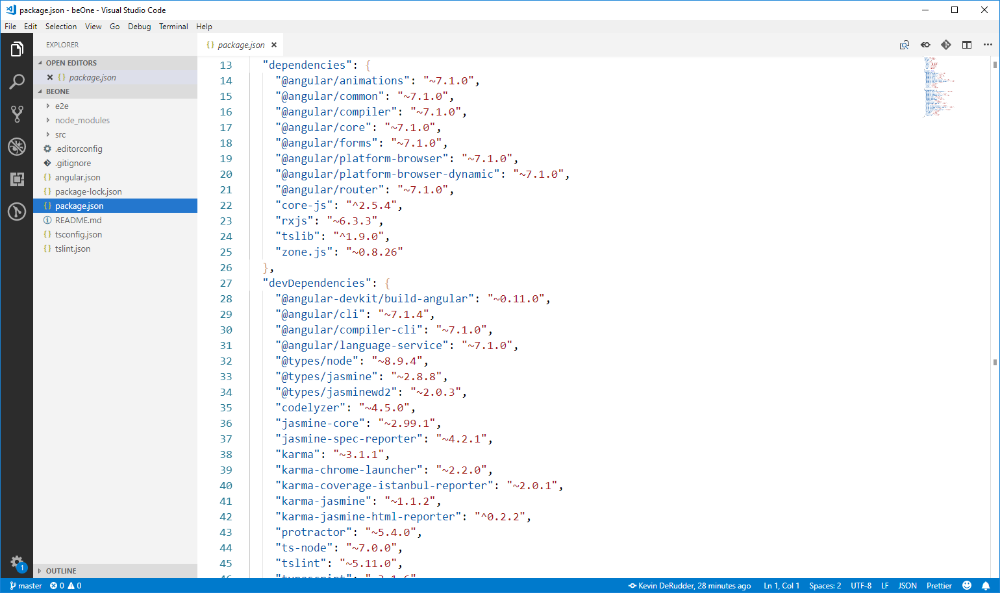 package.json - beOne - Visual Studio Code
File Edit Selection View Go Debug Terminal Help
EXPLORER
OPEN EDITORS
package.json
BEONE
e2e
node_modules
src
.editorconfig
.gitignore
{} angular.json
{} package-lock.json
{} package.json
README.md
{} tsconfig.json
{} tslint.json
OUTLINE
1
{} package.json
13 "dependencies": {
14 "@angular/animations": "~7.1.0",
15 "@angular/common": "~7.1.0",
16 "@angular/compiler": "~7.1.0",
17 "@angular/core": "~7.1.0",
18 "@angular/forms": "~7.1.0",
19 "@angular/platform-browser": "~7.1.0",
20 "@angular/platform-browser-dynamic": "~7.1.0",
21 "@angular/router": "~7.1.0",
22 "core-js": "^2.5.4",
23 "rxjs": "~6.3.3",
24 "tslib": "^1.9.0",
25 "zone.js": "~0.8.26"
26 },
27 "devDependencies": {
28 "@angular-devkit/build-angular": "~0.11.0",
29 "@angular/cli": "~7.1.4",
30 "@angular/compiler-cli": "~7.1.0",
31 "@angular/language-service": "~7.1.0",
32 "@types/node": "~8.9.4",
33 "@types/jasmine": "~2.8.8",
34 "@types/jasminewd2": "~2.0.3",
35 "codelyzer": "~4.5.0",
36 "jasmine-core": "~2.99.1",
37 "jasmine-spec-reporter": "~4.2.1",
38 "karma": "~3.1.1",
39 "karma-chrome-launcher": "~2.2.0",
40 "karma-coverage-istanbul-reporter": "~2.0.1",
41 "karma-jasmine": "~1.1.2",
42 "karma-jasmine-html-reporter": "^0.2.2",
43 "protractor": "~5.4.0",
44 "ts-node": "~7.0.0",
45 "tslint": "~5.11.0",
master 0 0 Kevin DeRudder, 28 minutes ago Ln 1, Col 1 Spaces: 2 UTF-8 LF JSON Prettier